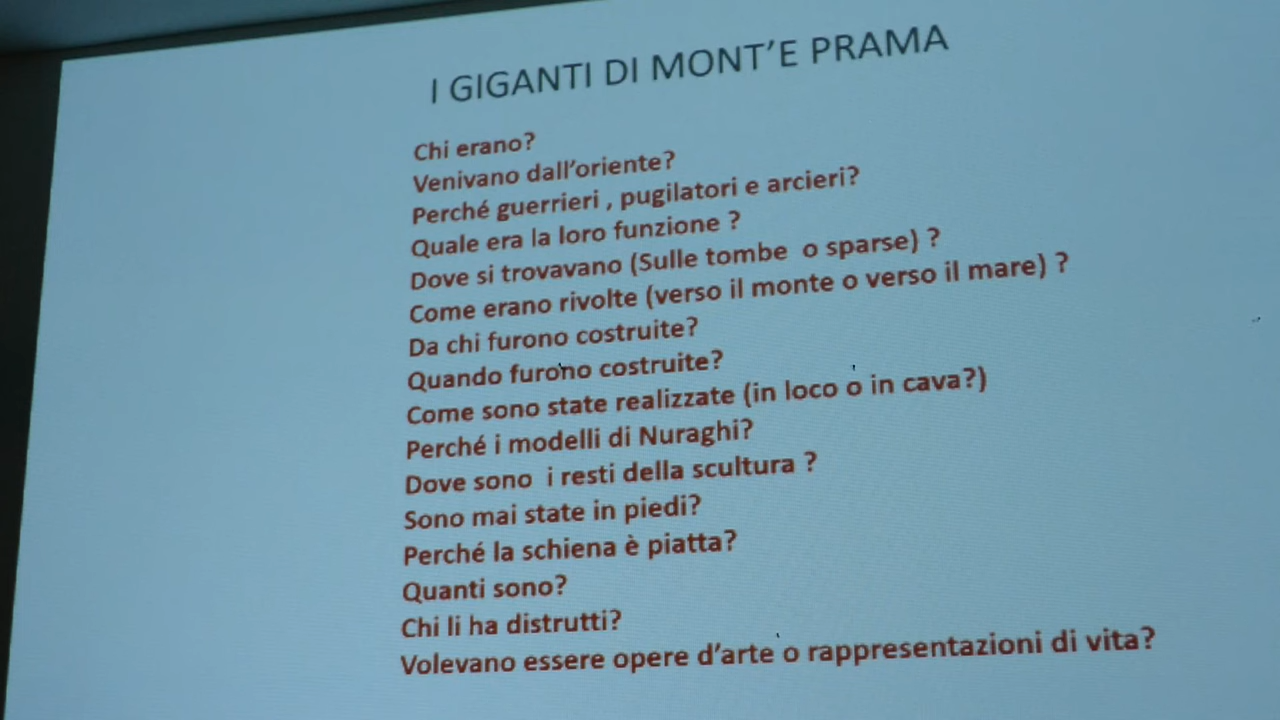 I GIGANTI DI MONT'E PRAMA
Chi erano?
Venivano dall'oriente?
Perché guerrieri , pugilatori e arcieri?
Quale era la loro funzione ?
Dove si trovavano (Sulle tombe o sparse) ?
Come erano rivolte (verso il monte o verso il mare) ?
Da chi furono costruite?
Quando furono costruite?
Come sono state realizzate (in loco o in cava?)
Perché i modelli di Nuraghi?
Dove sono i resti della scultura ?
Sono mai state in piedi?
Perché la schiena è piatta?
Quanti sono?
Chi li ha distrutti?
Volevano essere opere d'arte o rappresentazioni di vita?